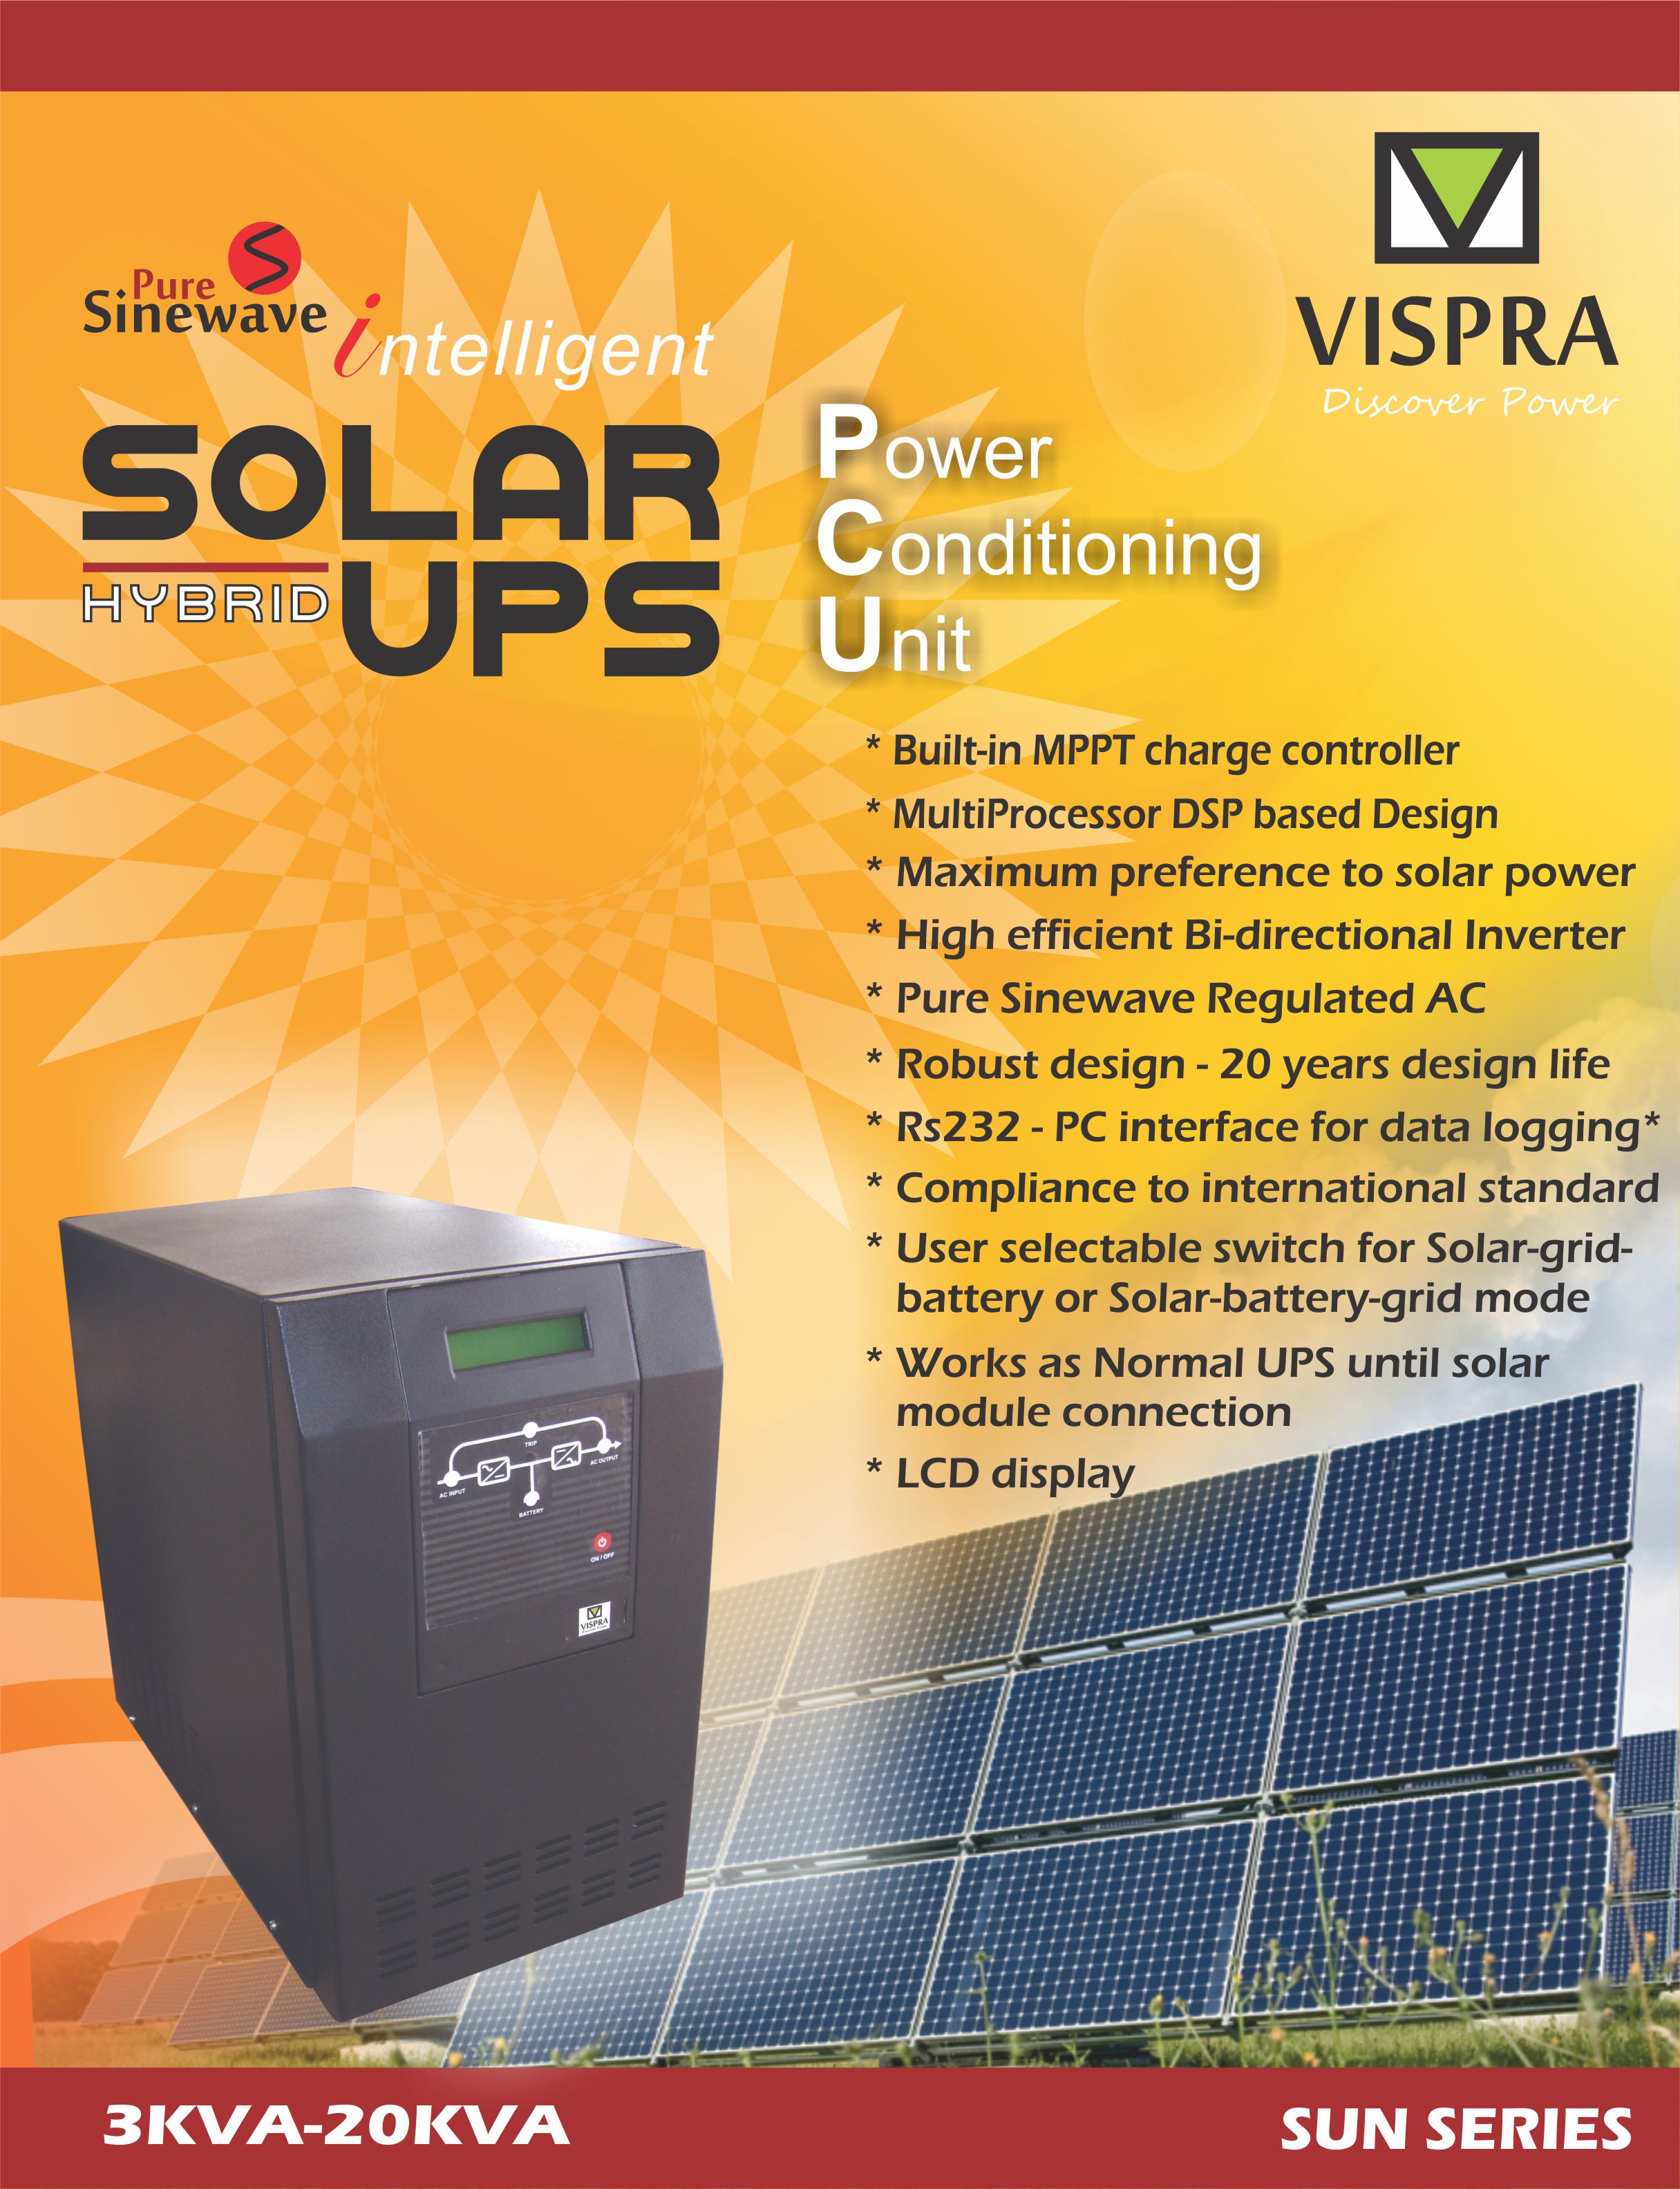 Pure
Sinewave
intelligent
SOLAR
HYBRID
UPS
VISPRA
Discover Power
Power
Conditioning
Unit
* Built-in MPPT charge controller
* MultiProcessor DSP based Design
* Maximum preference to solar power
* High efficient Bi-directional Inverter
* Pure Sinewave Regulated AC
* Robust design - 20 years design life
* Rs232 - PC interface for data logging*
* Compliance to international standard
* User selectable switch for Solar-grid-
battery or Solar-battery-grid mode
* Works as Normal UPS until solar
module connection
* LCD display
TRIP
AC INPUT
AC OUTPUT
BATTERY
ON / OFF
VISPRA
3KVA-20KVA
SUN SERIES